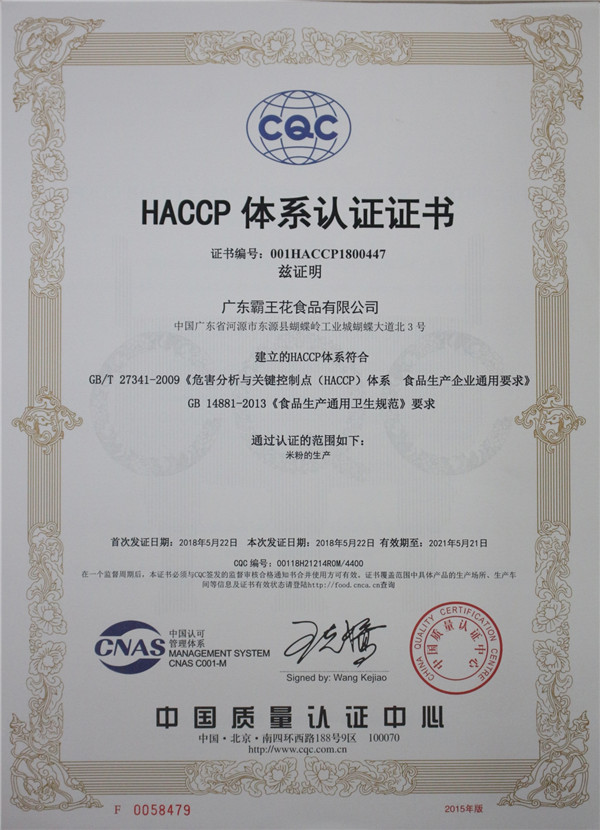 CQC
HACCP 体系认证证书
证书编号：001HACCP1800447
兹证明
广东霸王花食品有限公司
中国广东省河源市东源县蝴蝶岭工业城蝴蝶大道北3号
建立的HACCP体系符合
GB/T 27341-2009《危害分析与关键控制点（HACCP）体系 食品生产企业通用要求》
GB 14881-2013《食品生产通用卫生规范》要求
通过认证的范围如下：
米粉的生产
首次发证日期：2018年5月22日 本次发证日期：2018年5月22日 有效期至：2021年5月21日
CQC 编号：00118H21214R0M/4400
在一个监督周期后，本证书必须与CQC签发的监督审核合格通知书合并使用方可有效。证书覆盖范围中具体产品的生产场所、生产车
间等信息及证书有效状态请登陆http://food.cnca.cn查询
CNAS
中国认可
管理体系
MANAGEMENT SYSTEM
CNAS C001-M
Signed by: Wang Kejiao
CHINA QUALITY CERTIFICATION CENTRE
中国质量认证中心
中国质量认证中心
中国·北京·南四环西路188号9区 100070
http://www.cqc.com.cn
F 0058479
2015年版